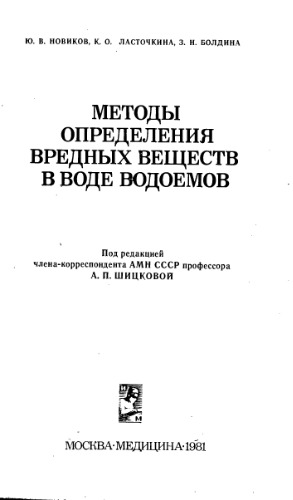 Ю. В. НОВИКОВ, К. О. ЛАСТОЧКИНА, З. Н. БОЛДИНА
МЕТОДЫ
ОПРЕДЕЛЕНИЯ
ВРЕДНЫХ ВЕЩЕСТВ
В ВОДЕ ВОДОЕМОВ
Под редакцией
члена-корреспондента АМН СССР профессора
А. П. ШИЦКОВОЙ
И
М
МОСКВА·МЕДИЦИНА·1981